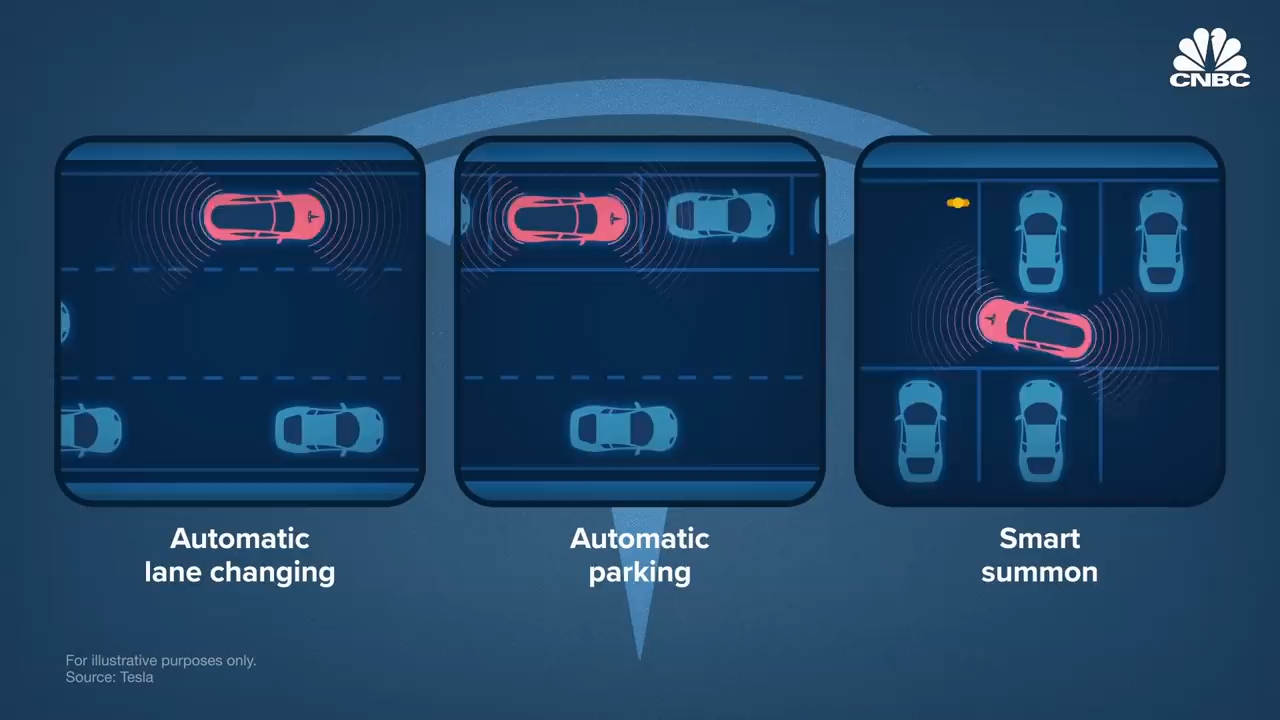 CNBC
Automatic
lane changing
Automatic
parking
Smart
summon
For illustrative purposes only.
Source: Tesla